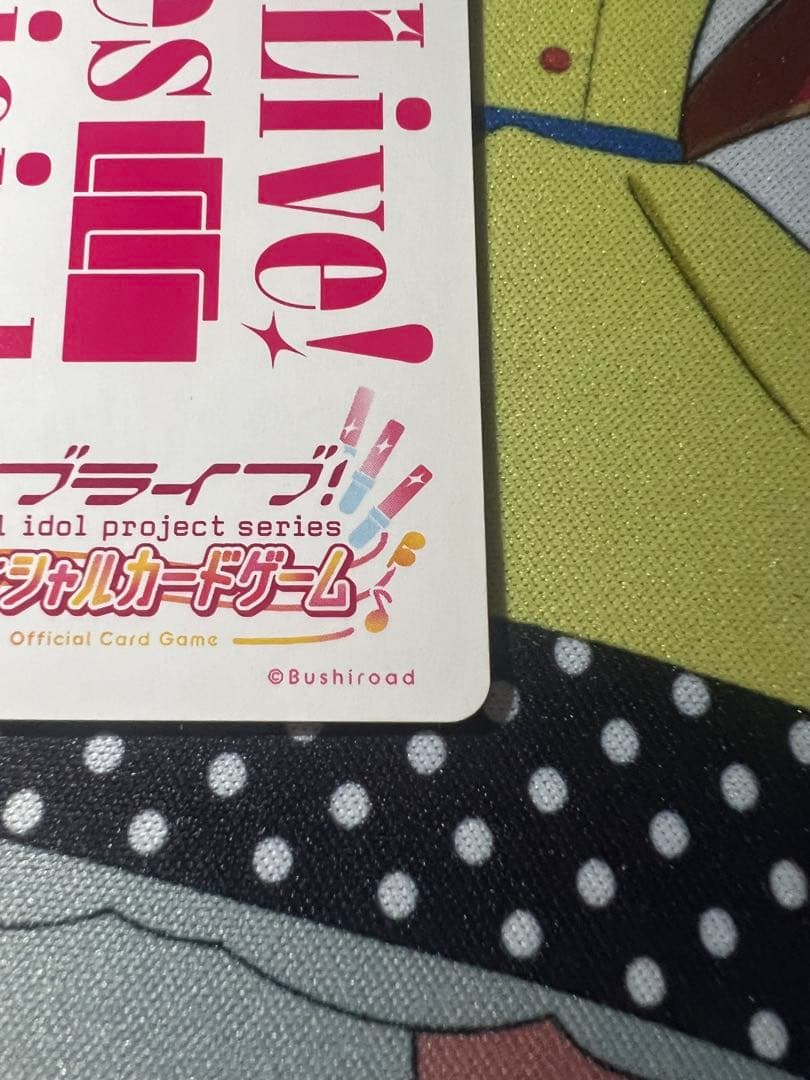 Live!
es
ブライブ!
l idol project series
シャルカードゲーム
Official Card Game
©Bushiroad